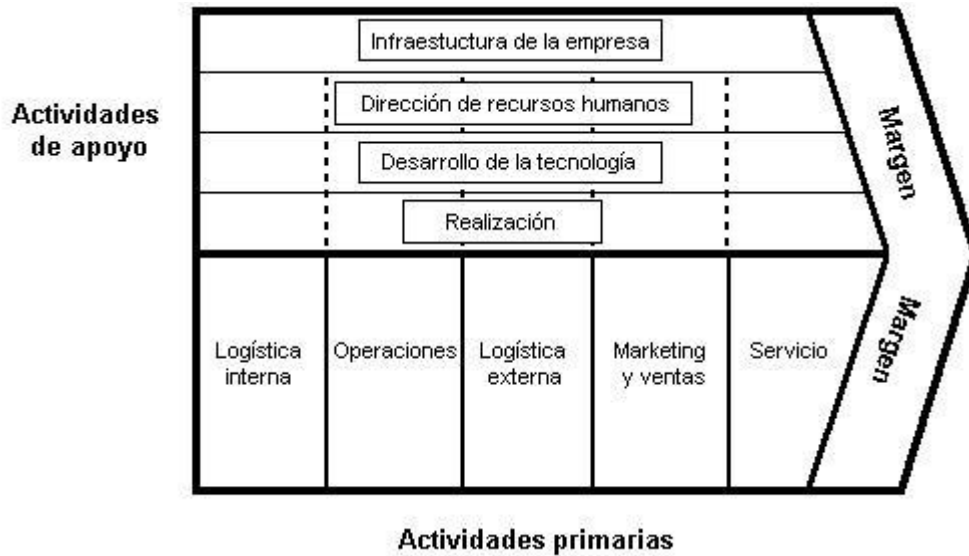 Infraestuctura de la empresa
Dirección de recursos humanos
Actividades
de apoyo
Desarrollo de la tecnología
Realización
Margen
Margen
Logística
interna
Operaciones
Logística
externa
Marketing
y ventas
Servicio
Actividades primarias